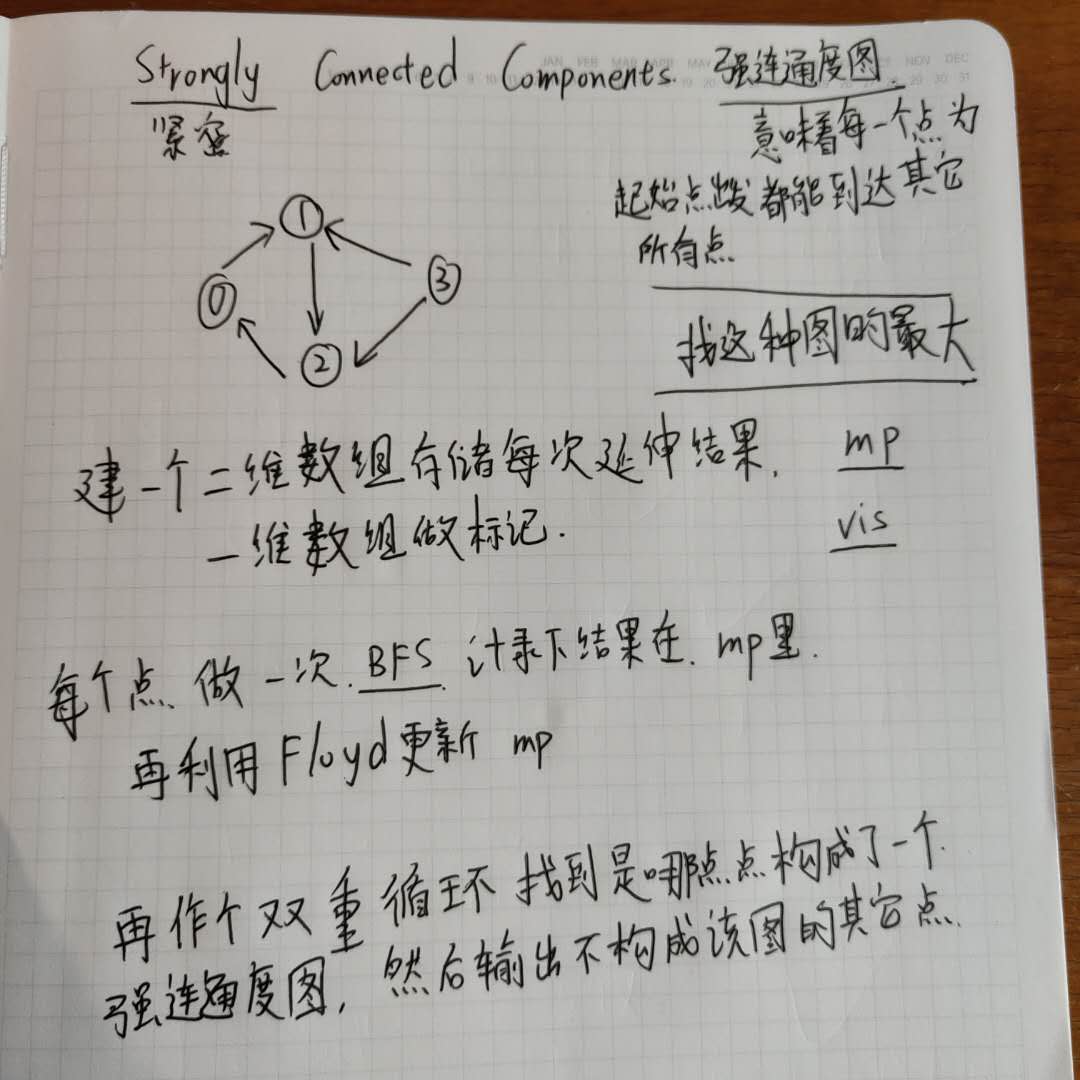 Strongly Connected Components. 强连通度图.
紧密
意味着每一个点为
起始点出发都能到达其它
所有点
找这种图的最大
①
⓪
③
②
建一个二维数组存储每次延伸结果. mp
一维数组做标记. vis
每个点做一次.BFS.计录下结果在.mp里.
再利用Floyd更新 mp
再作个双重循环找到是哪点点构成了一个
强连通度图,然后输出不构成该图的其它点.